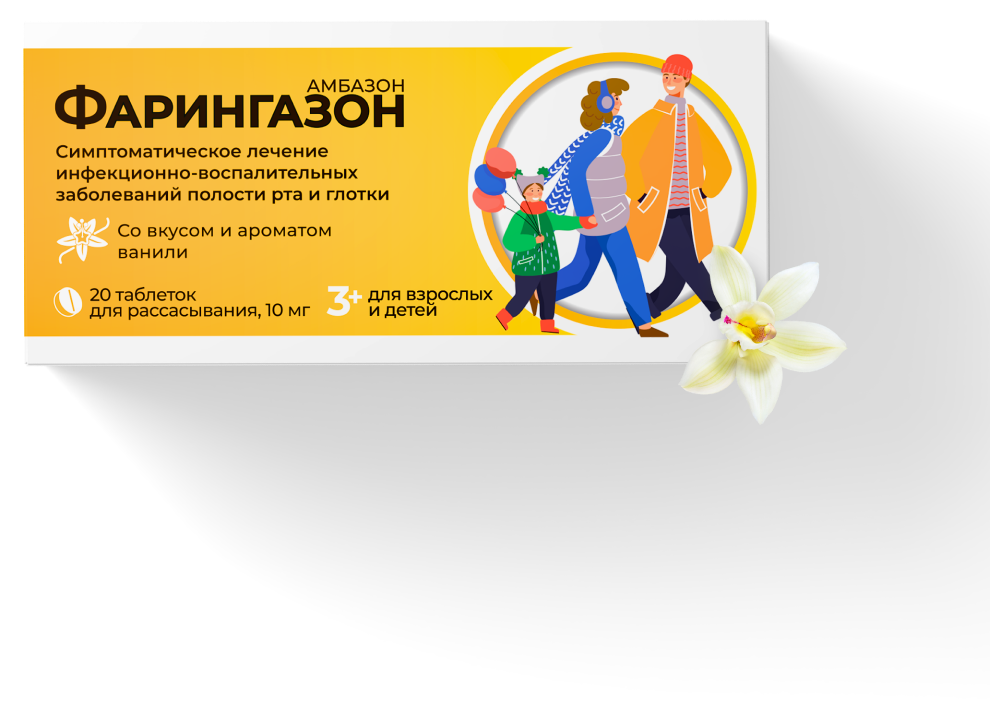 АМБАЗОН
ФАРИНГАЗОН
Симптоматическое лечение
инфекционно-воспалительных
заболеваний полости рта и глотки
Со вкусом и ароматом
ванили
20 таблеток
для рассасывания, 10 мг
3+ для взрослых
и детей